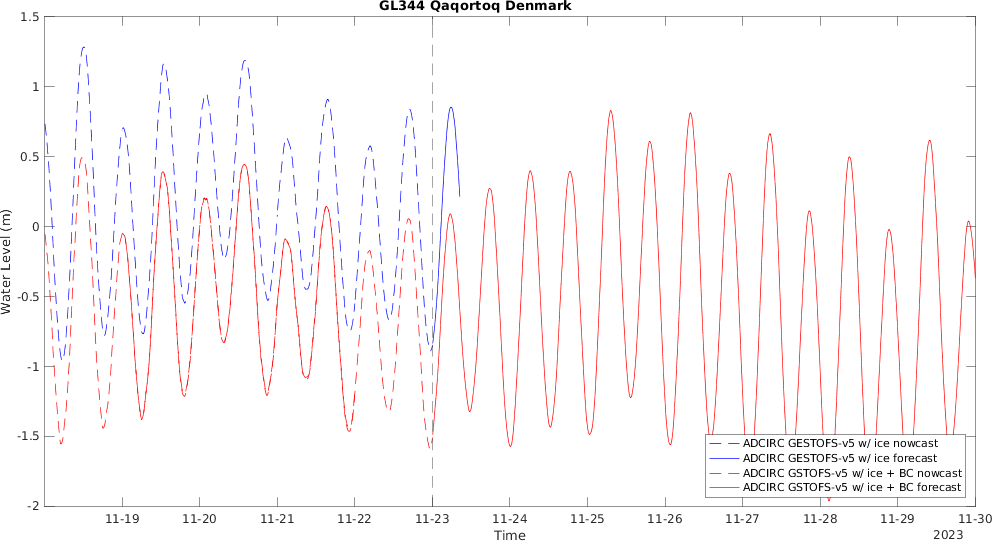 GL344 Qaqortoq Denmark
1.5
1
0.5
0
-0.5
-1
-1.5
-2
Water Level (m)
ADCIRC GESTOFS-v5 w/ ice nowcast
ADCIRC GESTOFS-v5 w/ ice forecast
ADCIRC GSTOFS-v5 w/ ice + BC nowcast
ADCIRC GSTOFS-v5 w/ ice + BC forecast
11-19 11-20 11-21 11-22 11-23 11-24 11-25 11-26 11-27 11-28 11-29 11-30
Time
2023